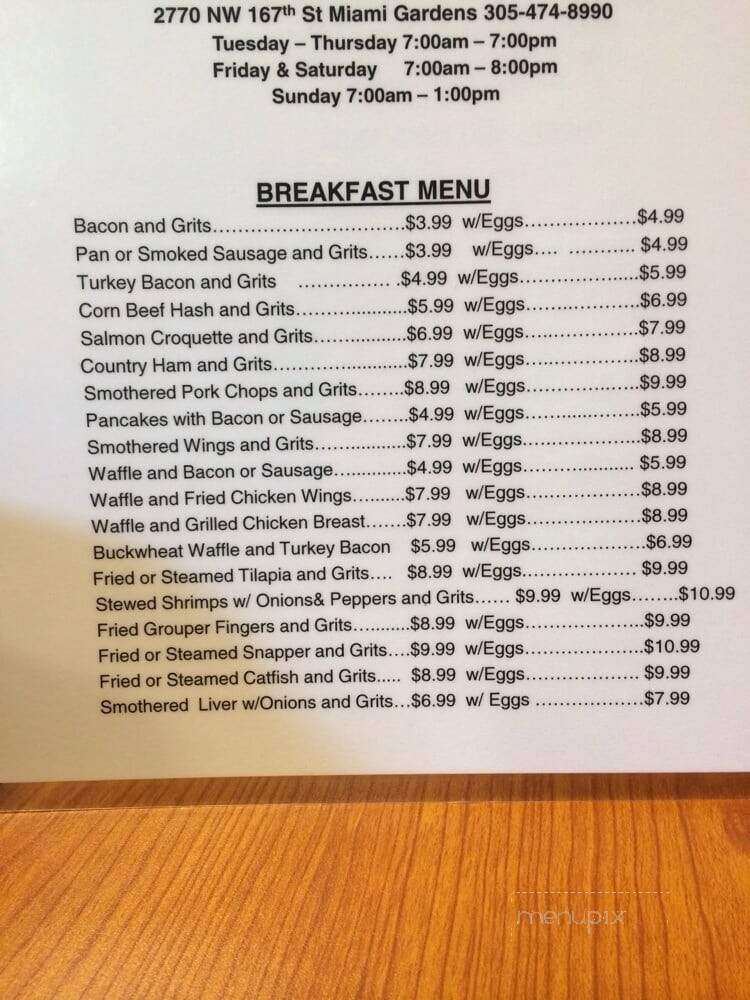 2770 NW 167th St Miami Gardens 305-474-8990
Tuesday – Thursday 7:00am – 7:00pm
Friday & Saturday 7:00am – 8:00pm
Sunday 7:00am – 1:00pm
BREAKFAST MENU
Bacon and Grits................................$3.99 w/Eggs...................$4.99
Pan or Smoked Sausage and Grits......$3.99 w/Eggs.... ........... $4.99
Turkey Bacon and Grits ............... .$4.99 w/Eggs....................$5.99
Corn Beef Hash and Grits...................$5.99 w/Eggs....................$6.99
Salmon Croquette and Grits................$6.99 w/Eggs...................$7.99
Country Ham and Grits.......................$7.99 w/Eggs....................$8.99
Smothered Pork Chops and Grits........$8.99 w/Eggs...................$9.99
Pancakes with Bacon or Sausage........$4.99 w/Eggs....................$5.99
Smothered Wings and Grits................$7.99 w/Eggs....................$8.99
Waffle and Bacon or Sausage.............$4.99 w/Eggs................... $5.99
Waffle and Fried Chicken Wings..........$7.99 w/Eggs....................$8.99
Waffle and Grilled Chicken Breast.......$7.99 w/Eggs....................$8.99
Buckwheat Waffle and Turkey Bacon $5.99 w/Eggs...................$6.99
Fried or Steamed Tilapia and Grits.... $8.99 w/Eggs................... $9.99
Stewed Shrimps w/ Onions& Peppers and Grits...... $9.99 w/Eggs........$10.99
Fried Grouper Fingers and Grits...........$8.99 w/Eggs....................$9.99
Fried or Steamed Snapper and Grits....$9.99 w/Eggs....................$10.99
Fried or Steamed Catfish and Grits..... $8.99 w/Eggs................... $9.99
Smothered Liver w/Onions and Grits...$6.99 w/ Eggs ..................$7.99
menupix